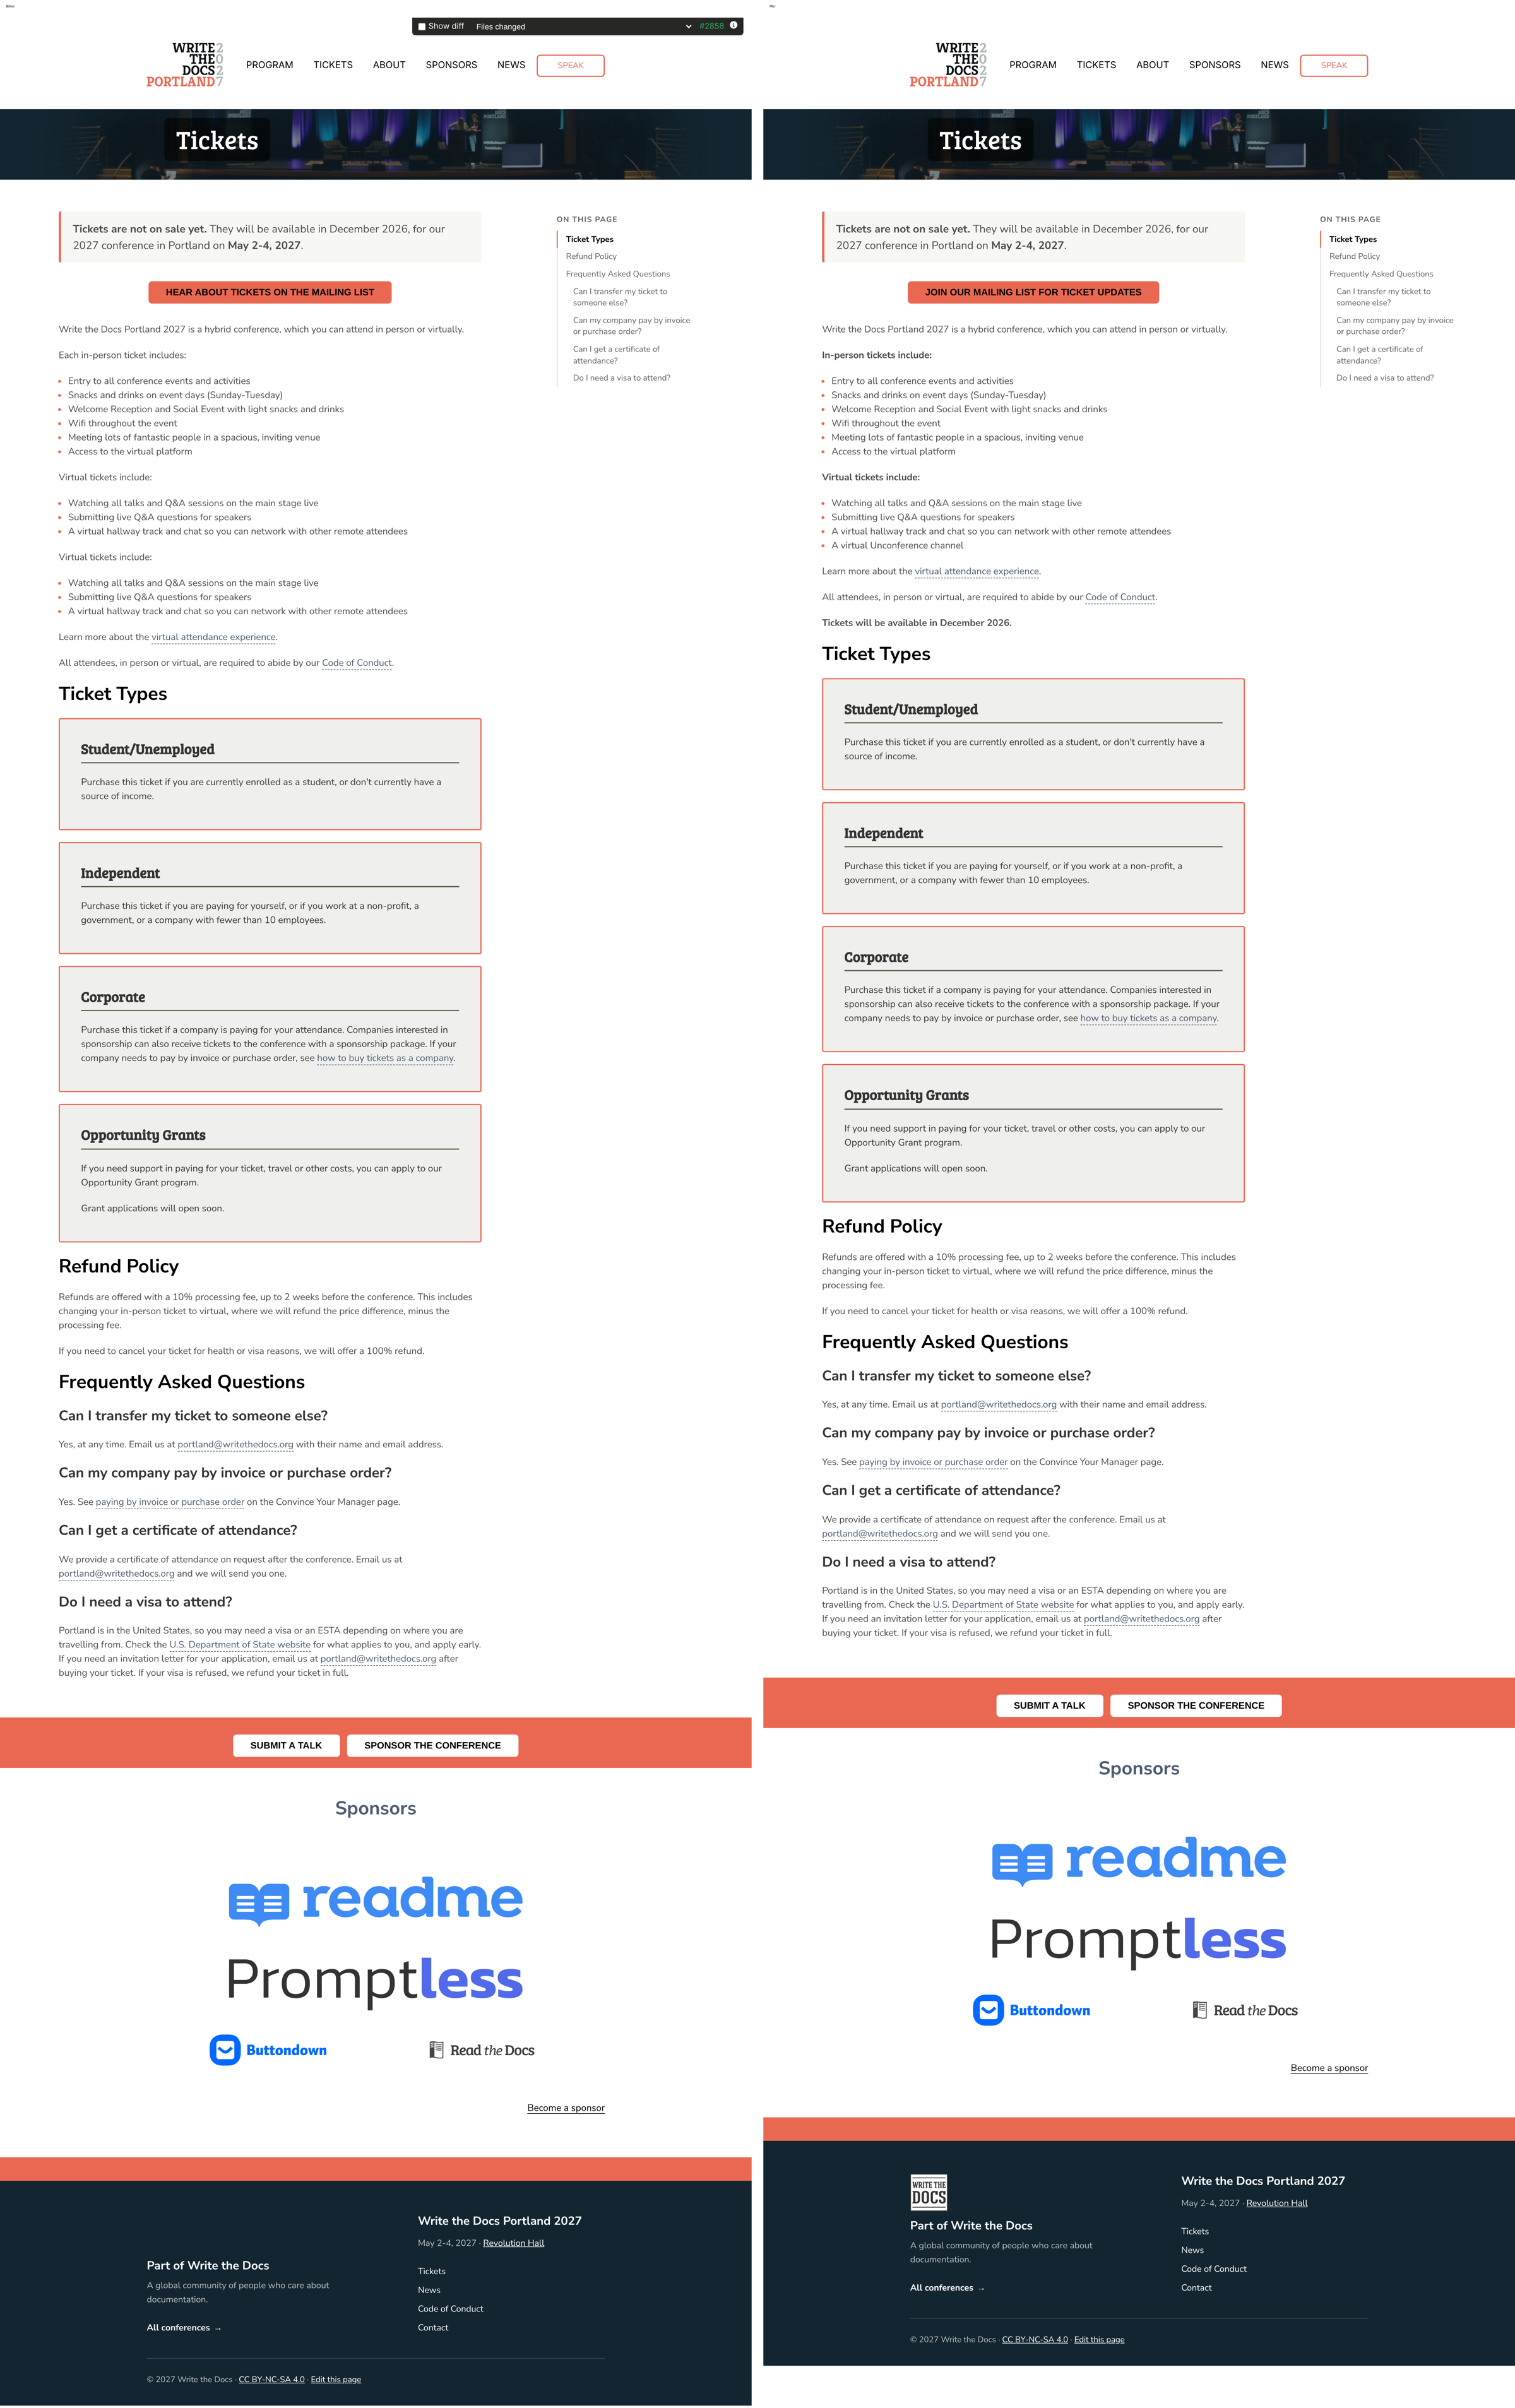 Before
Show diff Files changed #2858
WRITE 2
THE 0
DOCS 2
PORTLAND 7
PROGRAM TICKETS ABOUT SPONSORS NEWS SPEAK
Tickets
Tickets are not on sale yet. They will be available in December 2026, for our
2027 conference in Portland on May 2-4, 2027.
HEAR ABOUT TICKETS ON THE MAILING LIST
Write the Docs Portland 2027 is a hybrid conference, which you can attend in person or virtually.
Each in-person ticket includes:
Entry to all conference events and activities
Snacks and drinks on event days (Sunday-Tuesday)
Welcome Reception and Social Event with light snacks and drinks
Wifi throughout the event
Meeting lots of fantastic people in a spacious, inviting venue
Access to the virtual platform
Virtual tickets include:
Watching all talks and Q&A sessions on the main stage live
Submitting live Q&A questions for speakers
A virtual hallway track and chat so you can network with other remote attendees
Virtual tickets include:
Watching all talks and Q&A sessions on the main stage live
Submitting live Q&A questions for speakers
A virtual hallway track and chat so you can network with other remote attendees
Learn more about the virtual attendance experience.
All attendees, in person or virtual, are required to abide by our Code of Conduct.
Ticket Types
Student/Unemployed
Purchase this ticket if you are currently enrolled as a student, or don't currently have a
source of income.
Independent
Purchase this ticket if you are paying for yourself, or if you work at a non-profit, a
government, or a company with fewer than 10 employees.
Corporate
Purchase this ticket if a company is paying for your attendance. Companies interested in
sponsorship can also receive tickets to the conference with a sponsorship package. If your
company needs to pay by invoice or purchase order, see how to buy tickets as a company.
Opportunity Grants
If you need support in paying for your ticket, travel or other costs, you can apply to our
Opportunity Grant program.
Grant applications will open soon.
Refund Policy
Refunds are offered with a 10% processing fee, up to 2 weeks before the conference. This includes
changing your in-person ticket to virtual, where we will refund the price difference, minus the
processing fee.
If you need to cancel your ticket for health or visa reasons, we will offer a 100% refund.
Frequently Asked Questions
Can I transfer my ticket to someone else?
Yes, at any time. Email us at portland@writethedocs.org with their name and email address.
Can my company pay by invoice or purchase order?
Yes. See paying by invoice or purchase order on the Convince Your Manager page.
Can I get a certificate of attendance?
We provide a certificate of attendance on request after the conference. Email us at
portland@writethedocs.org and we will send you one.
Do I need a visa to attend?
Portland is in the United States, so you may need a visa or an ESTA depending on where you are
travelling from. Check the U.S. Department of State website for what applies to you, and apply early.
If you need an invitation letter for your application, email us at portland@writethedocs.org after
buying your ticket. If your visa is refused, we refund your ticket in full.
ON THIS PAGE
Ticket Types
Refund Policy
Frequently Asked Questions
Can I transfer my ticket to
someone else?
Can my company pay by invoice
or purchase order?
Can I get a certificate of
attendance?
Do I need a visa to attend?
SUBMIT A TALK SPONSOR THE CONFERENCE
Sponsors
readme
Promptless
Buttondown Read the Docs
Become a sponsor
Part of Write the Docs
A global community of people who care about
documentation.
All conferences →
Write the Docs Portland 2027
May 2-4, 2027 · Revolution Hall
Tickets
News
Code of Conduct
Contact
© 2027 Write the Docs · CC BY-NC-SA 4.0 · Edit this page
After
WRITE 2
THE 0
DOCS 2
PORTLAND 7
PROGRAM TICKETS ABOUT SPONSORS NEWS SPEAK
Tickets
Tickets are not on sale yet. They will be available in December 2026, for our
2027 conference in Portland on May 2-4, 2027.
JOIN OUR MAILING LIST FOR TICKET UPDATES
Write the Docs Portland 2027 is a hybrid conference, which you can attend in person or virtually.
In-person tickets include:
Entry to all conference events and activities
Snacks and drinks on event days (Sunday-Tuesday)
Welcome Reception and Social Event with light snacks and drinks
Wifi throughout the event
Meeting lots of fantastic people in a spacious, inviting venue
Access to the virtual platform
Virtual tickets include:
Watching all talks and Q&A sessions on the main stage live
Submitting live Q&A questions for speakers
A virtual hallway track and chat so you can network with other remote attendees
A virtual Unconference channel
Learn more about the virtual attendance experience.
All attendees, in person or virtual, are required to abide by our Code of Conduct.
Tickets will be available in December 2026.
Ticket Types
Student/Unemployed
Purchase this ticket if you are currently enrolled as a student, or don't currently have a
source of income.
Independent
Purchase this ticket if you are paying for yourself, or if you work at a non-profit, a
government, or a company with fewer than 10 employees.
Corporate
Purchase this ticket if a company is paying for your attendance. Companies interested in
sponsorship can also receive tickets to the conference with a sponsorship package. If your
company needs to pay by invoice or purchase order, see how to buy tickets as a company.
Opportunity Grants
If you need support in paying for your ticket, travel or other costs, you can apply to our
Opportunity Grant program.
Grant applications will open soon.
Refund Policy
Refunds are offered with a 10% processing fee, up to 2 weeks before the conference. This includes
changing your in-person ticket to virtual, where we will refund the price difference, minus the
processing fee.
If you need to cancel your ticket for health or visa reasons, we will offer a 100% refund.
Frequently Asked Questions
Can I transfer my ticket to someone else?
Yes, at any time. Email us at portland@writethedocs.org with their name and email address.
Can my company pay by invoice or purchase order?
Yes. See paying by invoice or purchase order on the Convince Your Manager page.
Can I get a certificate of attendance?
We provide a certificate of attendance on request after the conference. Email us at
portland@writethedocs.org and we will send you one.
Do I need a visa to attend?
Portland is in the United States, so you may need a visa or an ESTA depending on where you are
travelling from. Check the U.S. Department of State website for what applies to you, and apply early.
If you need an invitation letter for your application, email us at portland@writethedocs.org after
buying your ticket. If your visa is refused, we refund your ticket in full.
ON THIS PAGE
Ticket Types
Refund Policy
Frequently Asked Questions
Can I transfer my ticket to
someone else?
Can my company pay by invoice
or purchase order?
Can I get a certificate of
attendance?
Do I need a visa to attend?
SUBMIT A TALK SPONSOR THE CONFERENCE
Sponsors
readme
Promptless
Buttondown Read the Docs
Become a sponsor
WRITE THE
DOCS
Part of Write the Docs
A global community of people who care about
documentation.
All conferences →
Write the Docs Portland 2027
May 2-4, 2027 · Revolution Hall
Tickets
News
Code of Conduct
Contact
© 2027 Write the Docs · CC BY-NC-SA 4.0 · Edit this page